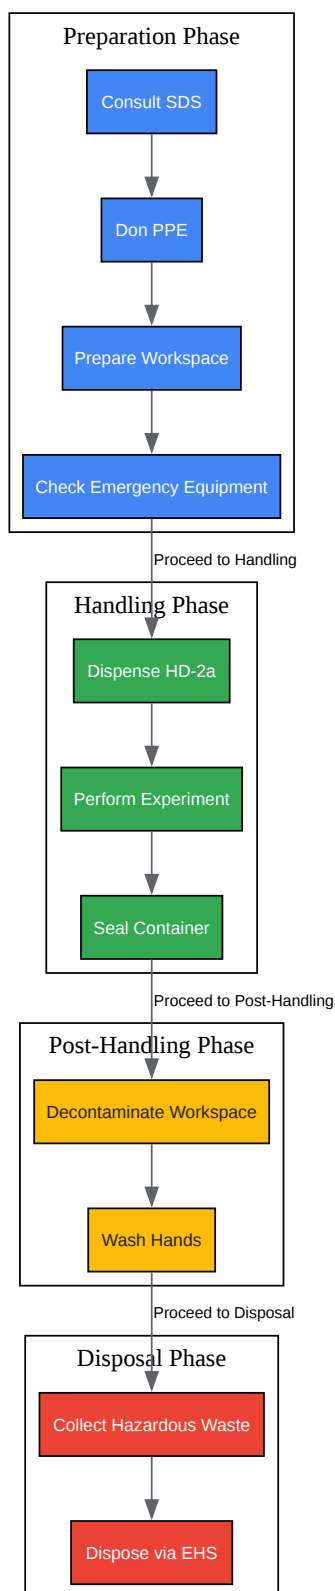 Preparation Phase
Consult SDS
Don PPE
Prepare Workspace
Check Emergency Equipment
Proceed to Handling
Handling Phase
Dispense HD-2a
Perform Experiment
Seal Container
Proceed to Post-Handling
Post-Handling Phase
Decontaminate Workspace
Wash Hands
Proceed to Disposal
Disposal Phase
Collect Hazardous Waste
Dispose via EHS